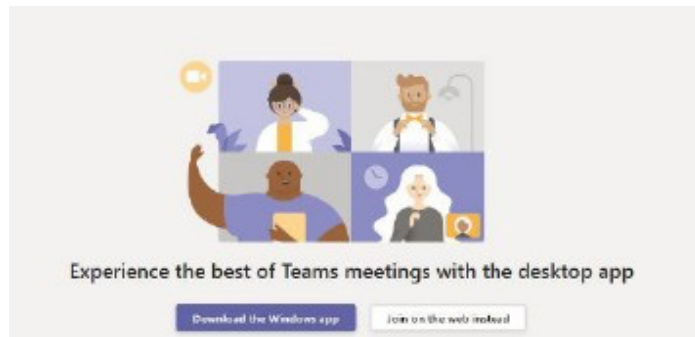 Experience the best of Teams meetings with the desktop app
Download the Windows app
Join on the web instead